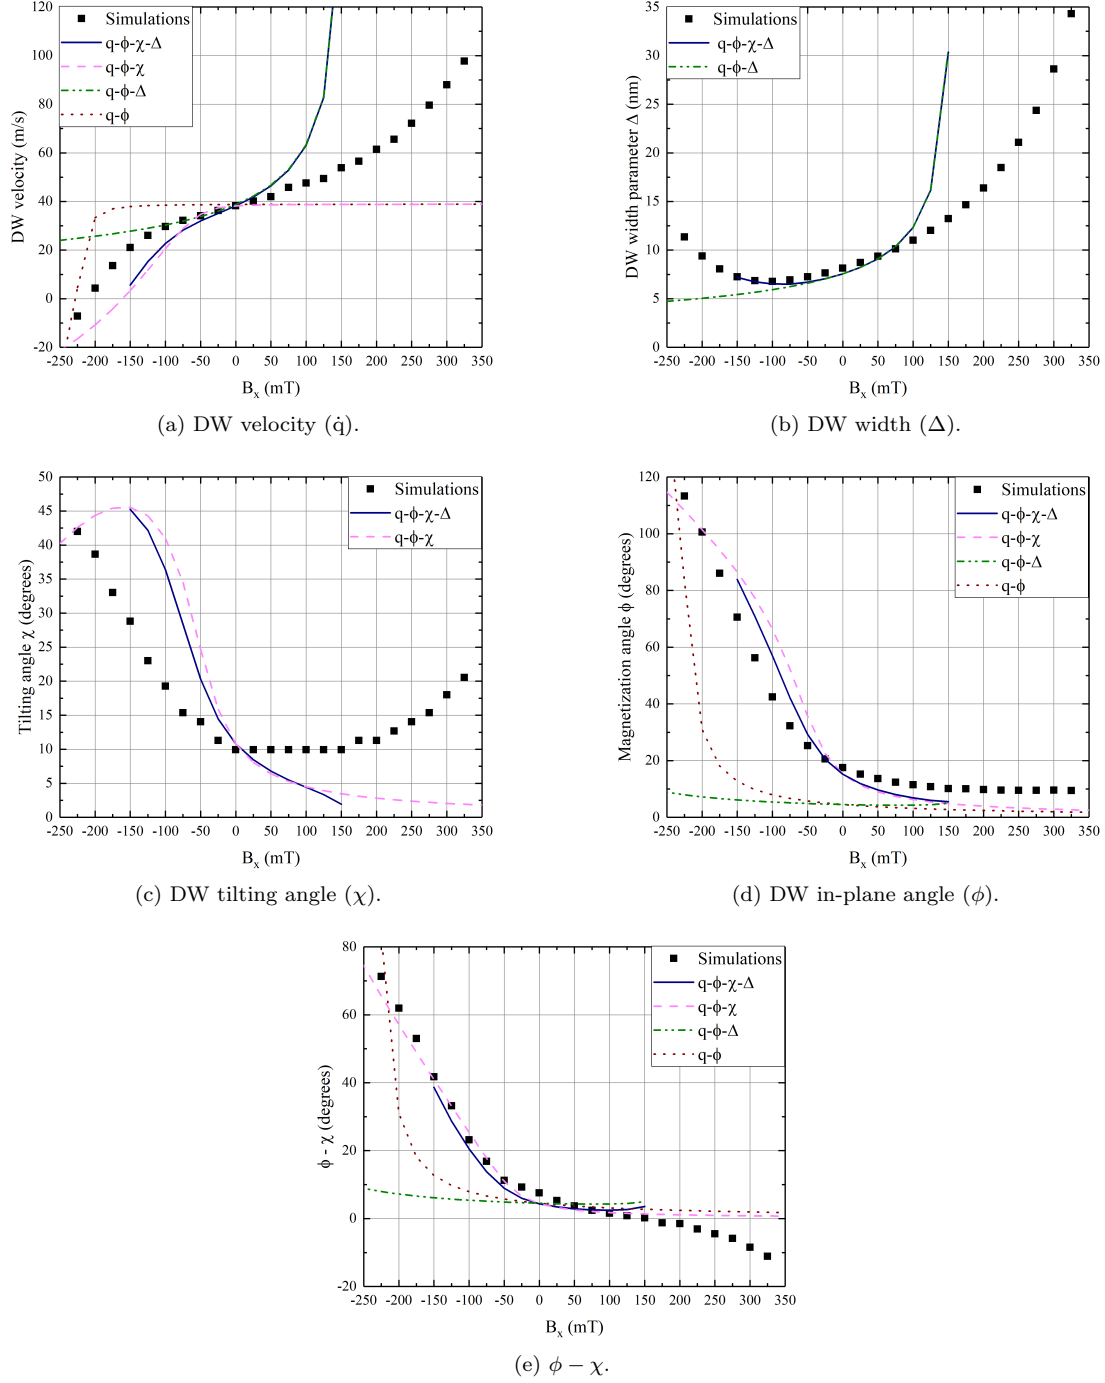 Simulations
q-ϕ-χ-Δ
q-ϕ-χ
q-ϕ-Δ
q-ϕ
DW velocity (m/s)
120
100
80
60
40
20
0
-20
-250 -200 -150 -100 -50 0 50 100 150 200 250 300 350
B_x (mT)
(a) DW velocity (q̇).
Simulations
q-ϕ-χ-Δ
q-ϕ-Δ
DW width parameter Δ (nm)
35
30
25
20
15
10
5
0
-250 -200 -150 -100 -50 0 50 100 150 200 250 300 350
B_x (mT)
(b) DW width (Δ).
Simulations
q-ϕ-χ-Δ
q-ϕ-χ
Tilting angle χ (degrees)
50
45
40
35
30
25
20
15
10
5
0
-250 -200 -150 -100 -50 0 50 100 150 200 250 300 350
B_x (mT)
(c) DW tilting angle (χ).
Simulations
q-ϕ-χ-Δ
q-ϕ-χ
q-ϕ-Δ
q-ϕ
Magnetization angle ϕ (degrees)
120
100
80
60
40
20
0
-250 -200 -150 -100 -50 0 50 100 150 200 250 300 350
B_x (mT)
(d) DW in-plane angle (ϕ).
Simulations
q-ϕ-χ-Δ
q-ϕ-χ
q-ϕ-Δ
q-ϕ
ϕ - χ (degrees)
80
60
40
20
0
-20
-250 -200 -150 -100 -50 0 50 100 150 200 250 300 350
B_x (mT)
(e) ϕ − χ.